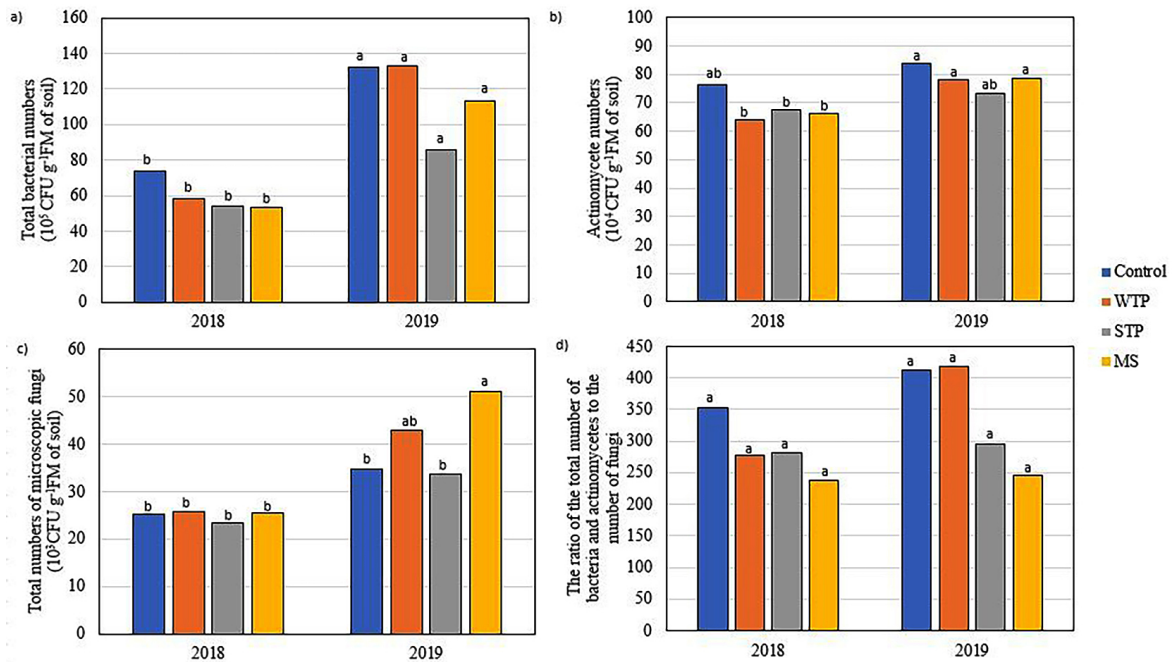 a)
Total bacterial numbers
(10⁵ CFU g⁻¹FM of soil)
160
140
120
100
80
60
40
20
0
b
b
b
b
a
a
a
a
2018
2019
b)
Actinomycete numbers
(10⁴ CFU g⁻¹FM of soil)
100
90
80
70
60
50
40
30
20
10
0
ab
b
b
b
a
a
ab
a
2018
2019
Control
WTP
STP
MS
c)
Total numbers of microscopic fungi
(10³CFU g⁻¹FM of soil)
60
50
40
30
20
10
0
b
b
b
b
b
ab
b
a
2018
2019
d)
The ratio of the total number of
bacteria and actinomycetes to the
number of fungi
450
400
350
300
250
200
150
100
50
0
a
a
a
a
a
a
a
a
2018
2019